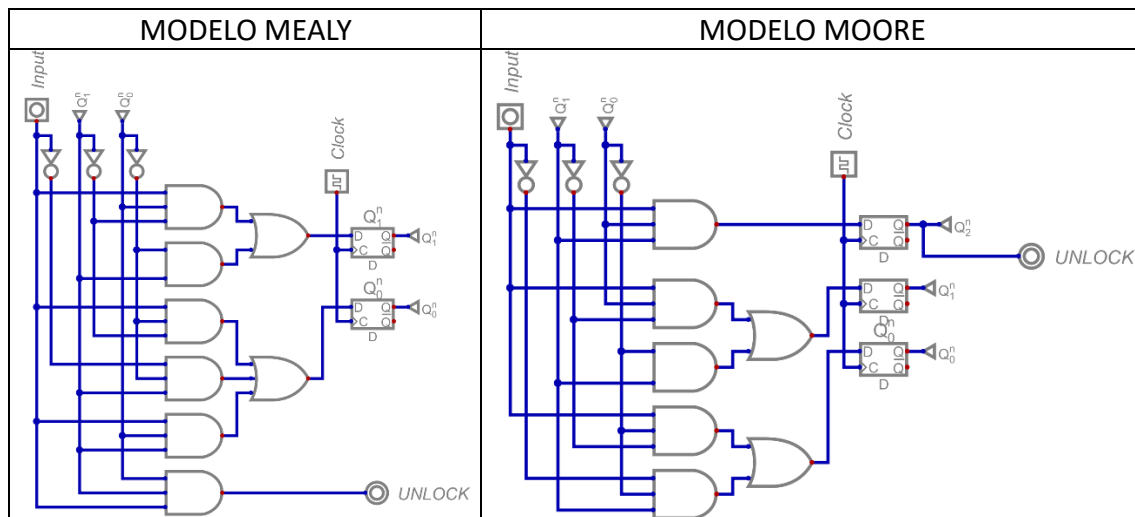 MODELO MEALY
MODELO MOORE
Input
Q₁ⁿ
Q₀ⁿ
Clock
Q₁ⁿ
D Q
C Q
D
Q₁ⁿ
Q₀ⁿ
D Q
C Q
D
Q₀ⁿ
UNLOCK
Input
Q₁ⁿ
Q₀ⁿ
Clock
D Q
C Q
D
Q₂ⁿ
UNLOCK
D Q
C Q
D
Q₁ⁿ
Q₀ⁿ
D Q
C Q
D
Q₀ⁿ